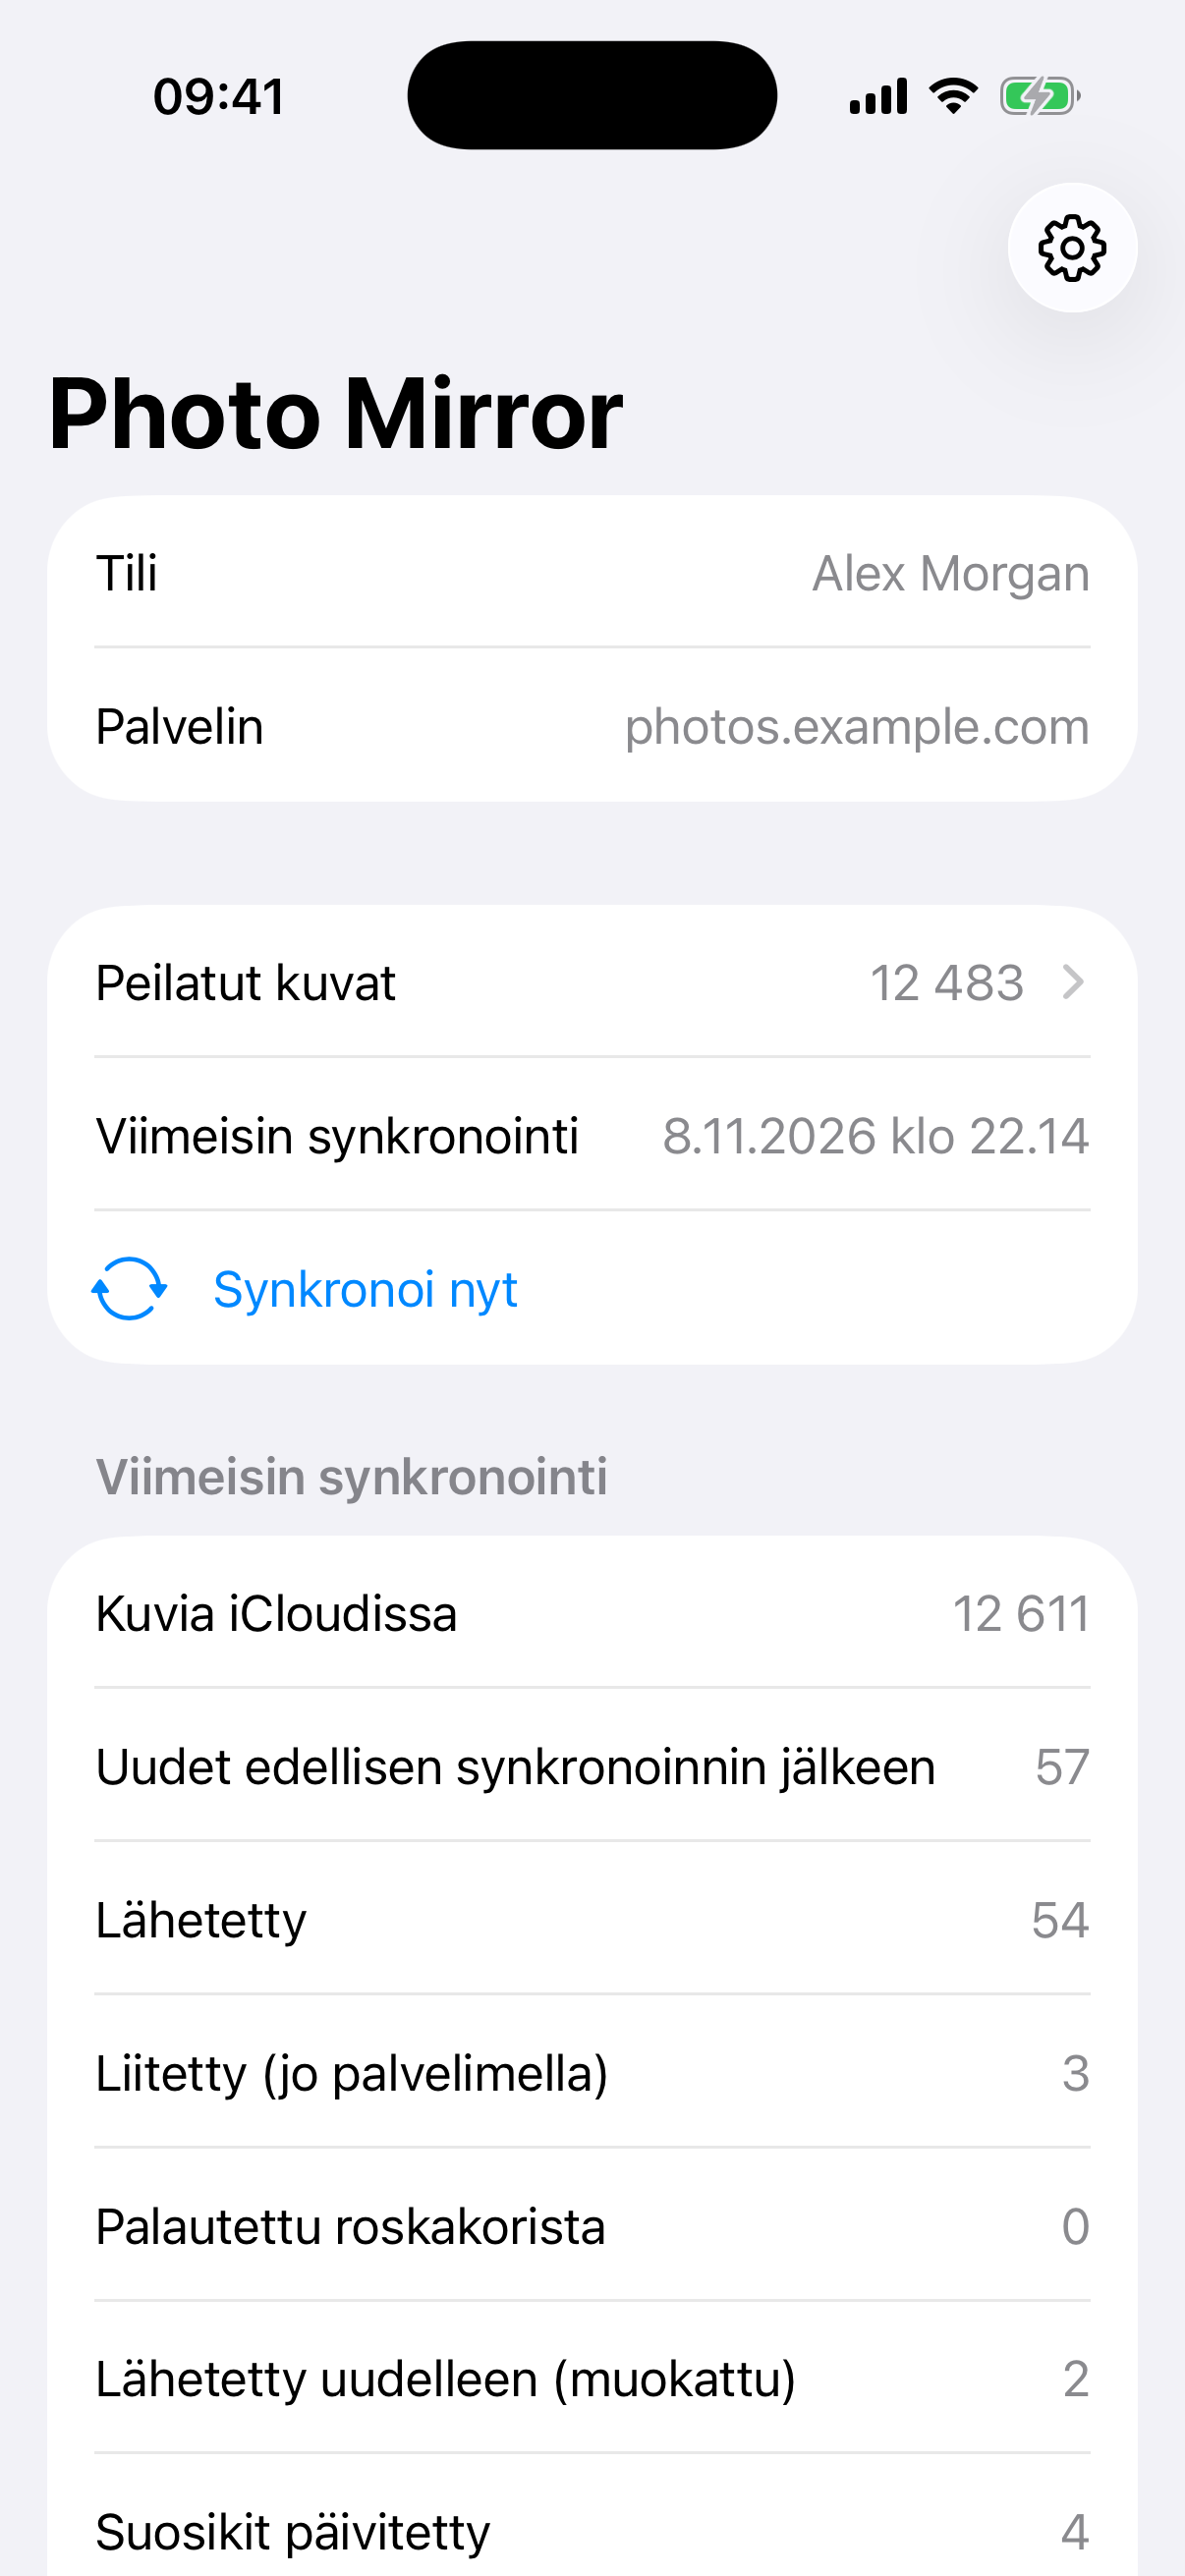 09:41
Photo Mirror
Tili Alex Morgan
Palvelin photos.example.com
Peilatut kuvat 12 483
Viimeisin synkronointi 8.11.2026 klo 22.14
Synkronoi nyt
Viimeisin synkronointi
Kuvia iCloudissa 12 611
Uudet edellisen synkronoinnin jälkeen 57
Lähetetty 54
Liitetty (jo palvelimella) 3
Palautettu roskakorista 0
Lähetetty uudelleen (muokattu) 2
Suosikit päivitetty 4